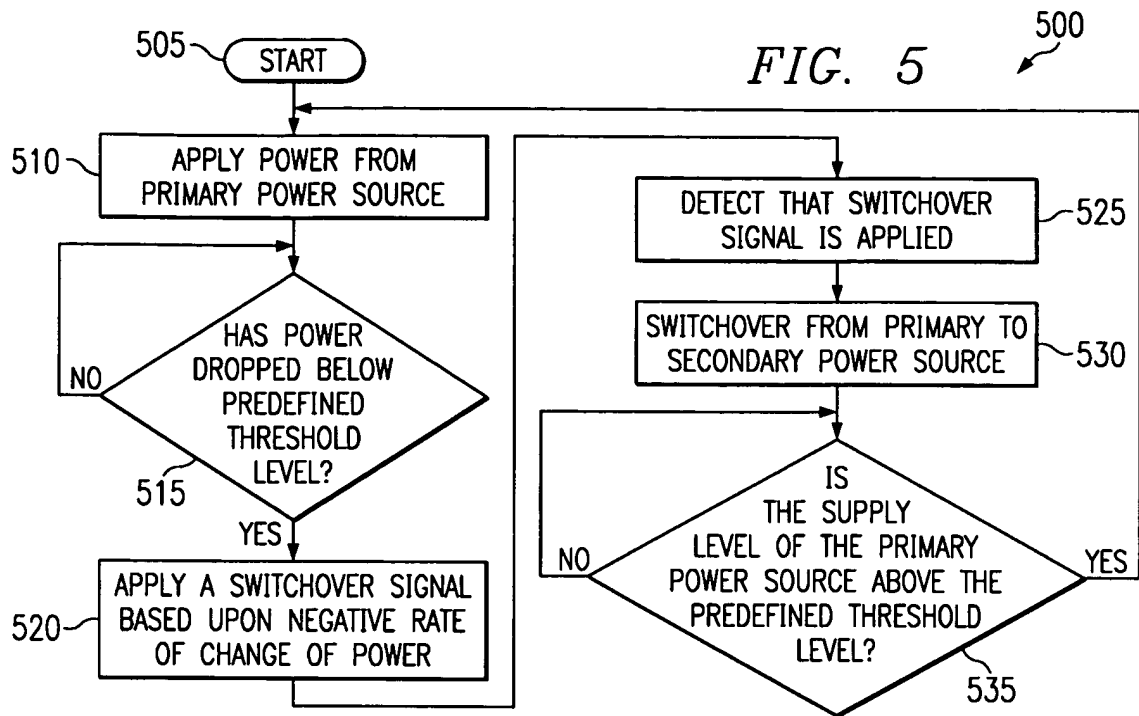 FIG. 5
500
505
START
510
APPLY POWER FROM
PRIMARY POWER SOURCE
HAS POWER
DROPPED BELOW
PREDEFINED
THRESHOLD
LEVEL?
NO
515
YES
520
APPLY A SWITCHOVER SIGNAL
BASED UPON NEGATIVE RATE
OF CHANGE OF POWER
DETECT THAT SWITCHOVER
SIGNAL IS APPLIED
525
SWITCHOVER FROM PRIMARY TO
SECONDARY POWER SOURCE
530
IS
THE SUPPLY
LEVEL OF THE PRIMARY
POWER SOURCE ABOVE THE
PREDEFINED THRESHOLD
LEVEL?
NO
YES
535